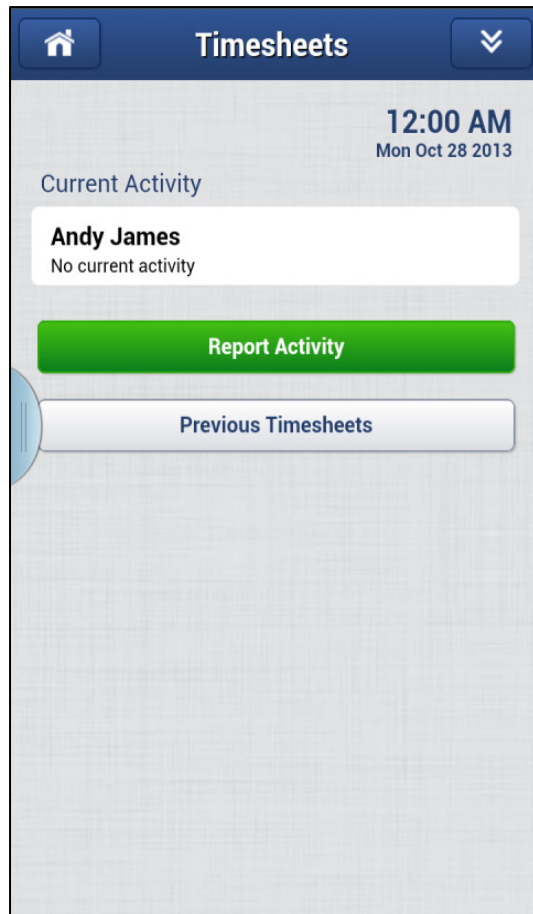 Timesheets
12:00 AM
Mon Oct 28 2013
Current Activity
Andy James
No current activity
Report Activity
Previous Timesheets